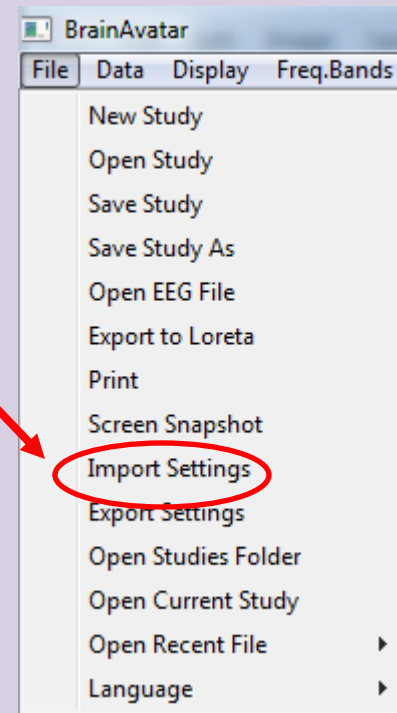 BrainAvatar
File Data Display Freq.Bands
New Study
Open Study
Save Study
Save Study As
Open EEG File
Export to Loreta
Print
Screen Snapshot
Import Settings
Export Settings
Open Studies Folder
Open Current Study
Open Recent File
Language